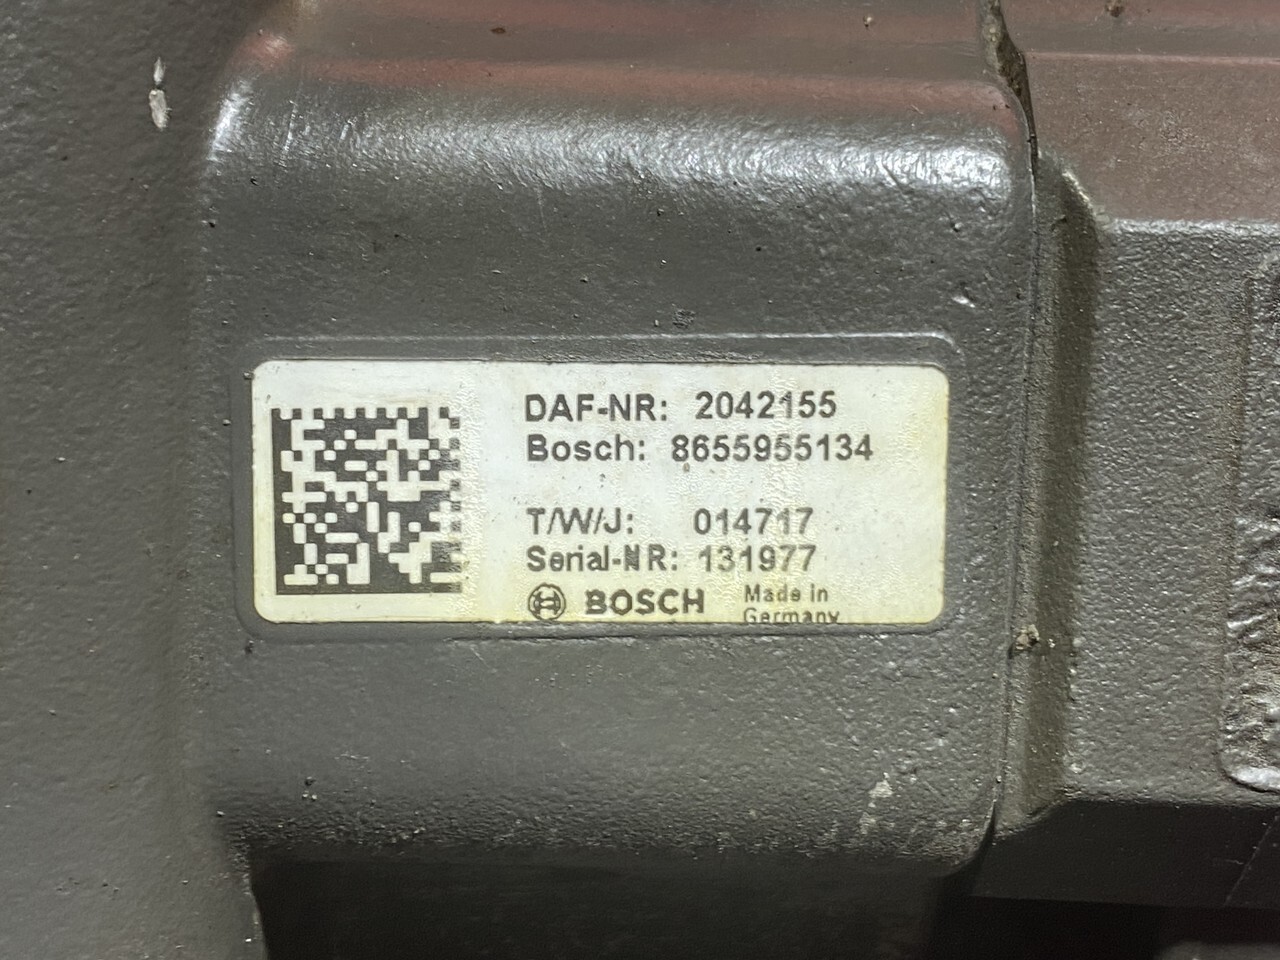 DAF-NR: 2042155
Bosch: 8655955134
T/W/J: 014717
Serial-NR: 131977
BOSCH Made in
Germany